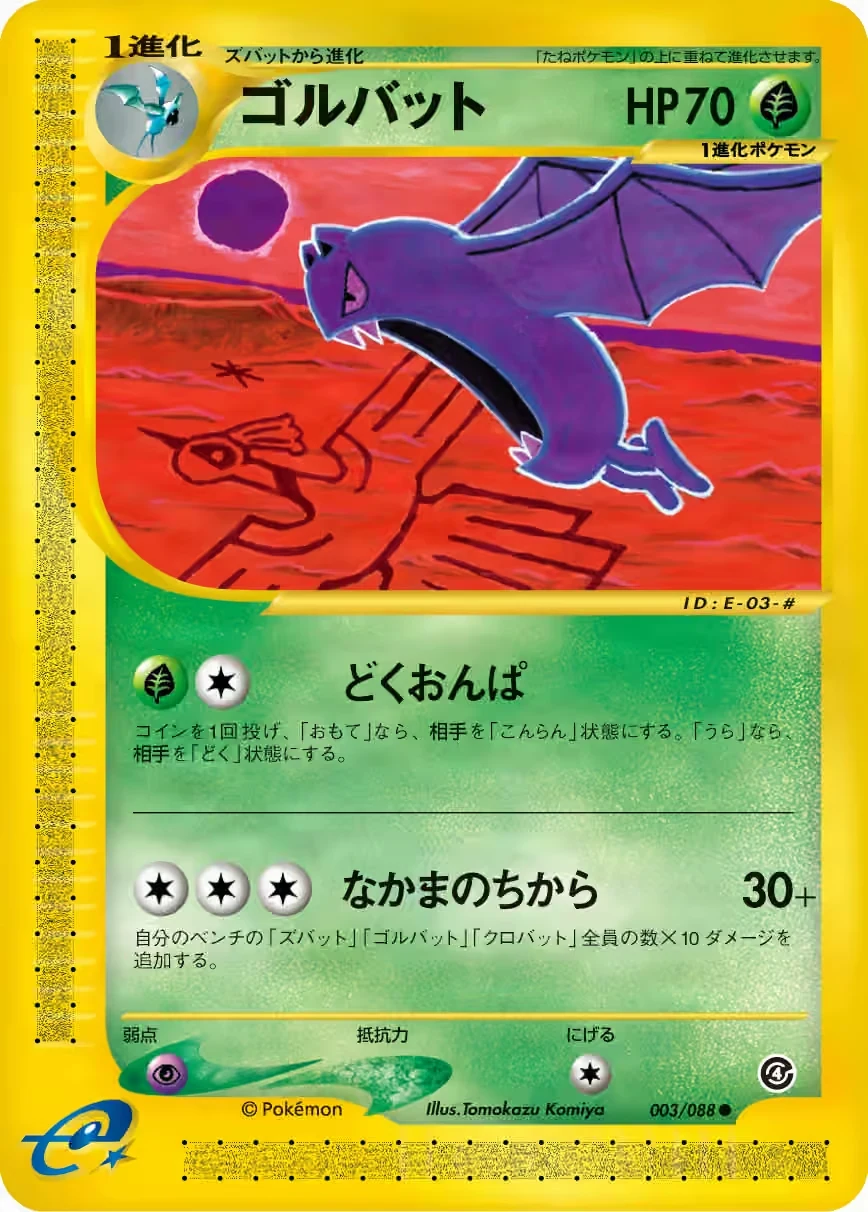 1進化
ズバットから進化
「たねポケモン」の上に重ねて進化させます。
ゴルバット
HP70
1進化ポケモン
ID:E-03-#
どくおんぱ
コインを1回投げ、「おもて」なら、相手を「こんらん」状態にする。「うら」なら、
相手を「どく」状態にする。
なかまのちから
30+
自分のベンチの「ズバット」「ゴルバット」「クロバット」全員の数×10ダメージを
追加する。
弱点
抵抗力
にげる
4
© Pokémon
Illus.Tomokazu Komiya
003/088●
e